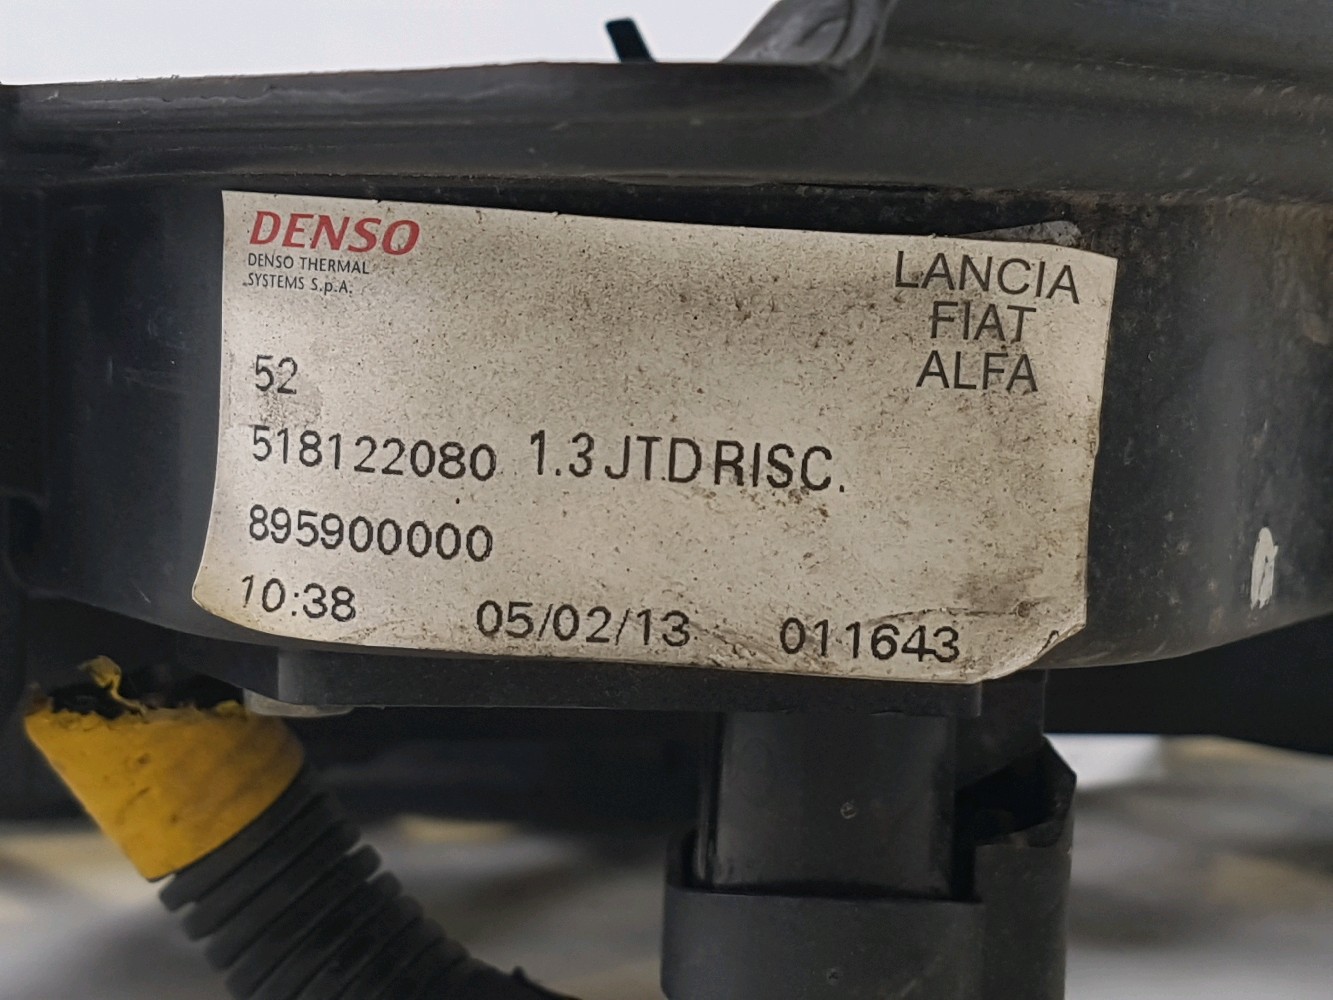 DENSO
DENSO THERMAL
SYSTEMS S.p.A.
LANCIA
FIAT
ALFA
52
518122080 1.3 JTD RISC.
895900000
10:38 05/02/13 011643